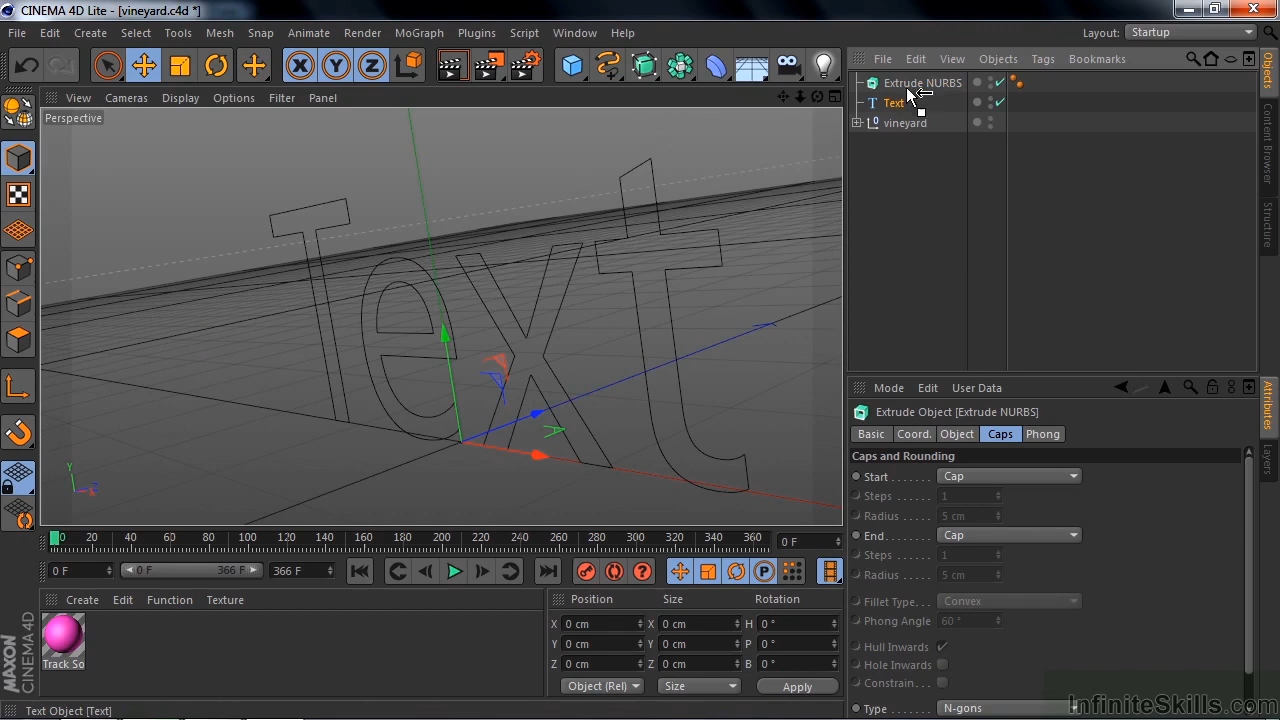 CINEMA 4D Lite - [vineyard.c4d *]
File Edit Create Select Tools Mesh Snap Animate Render MoGraph Plugins Script Window Help Layout: Startup
X Y Z
File Edit View Objects Tags Bookmarks
View Cameras Display Options Filter Panel
Perspective
Extrude NURBS
Text
vineyard
Objects
Content Browser
Structure
Text
Y
Z X
Mode Edit User Data
Extrude Object [Extrude NURBS]
Basic Coord. Object Caps Phong
Caps and Rounding
Start . . . . . . . Cap
Steps . . . . . . 1
Radius . . . . . 5 cm
End . . . . . . . . Cap
Steps . . . . . . 1
Radius . . . . . 5 cm
Fillet Type. . . . Convex
Phong Angle 60 °
Hull Inwards
Hole Inwards
Constrain. . .
Type . . . . . . . N-gons
Attributes
Layers
0 20 40 60 80 100 120 140 160 180 200 220 240 260 280 300 320 340 360 0 F
0 F 0 F 366 F 366 F
Create Edit Function Texture
Track So
Position Size Rotation
X 0 cm X 0 cm H 0 °
Y 0 cm Y 0 cm P 0 °
Z 0 cm Z 0 cm B 0 °
Object (Rel) Size Apply
MAXON
CINEMA 4D
Text Object [Text]
InfiniteSkills.com